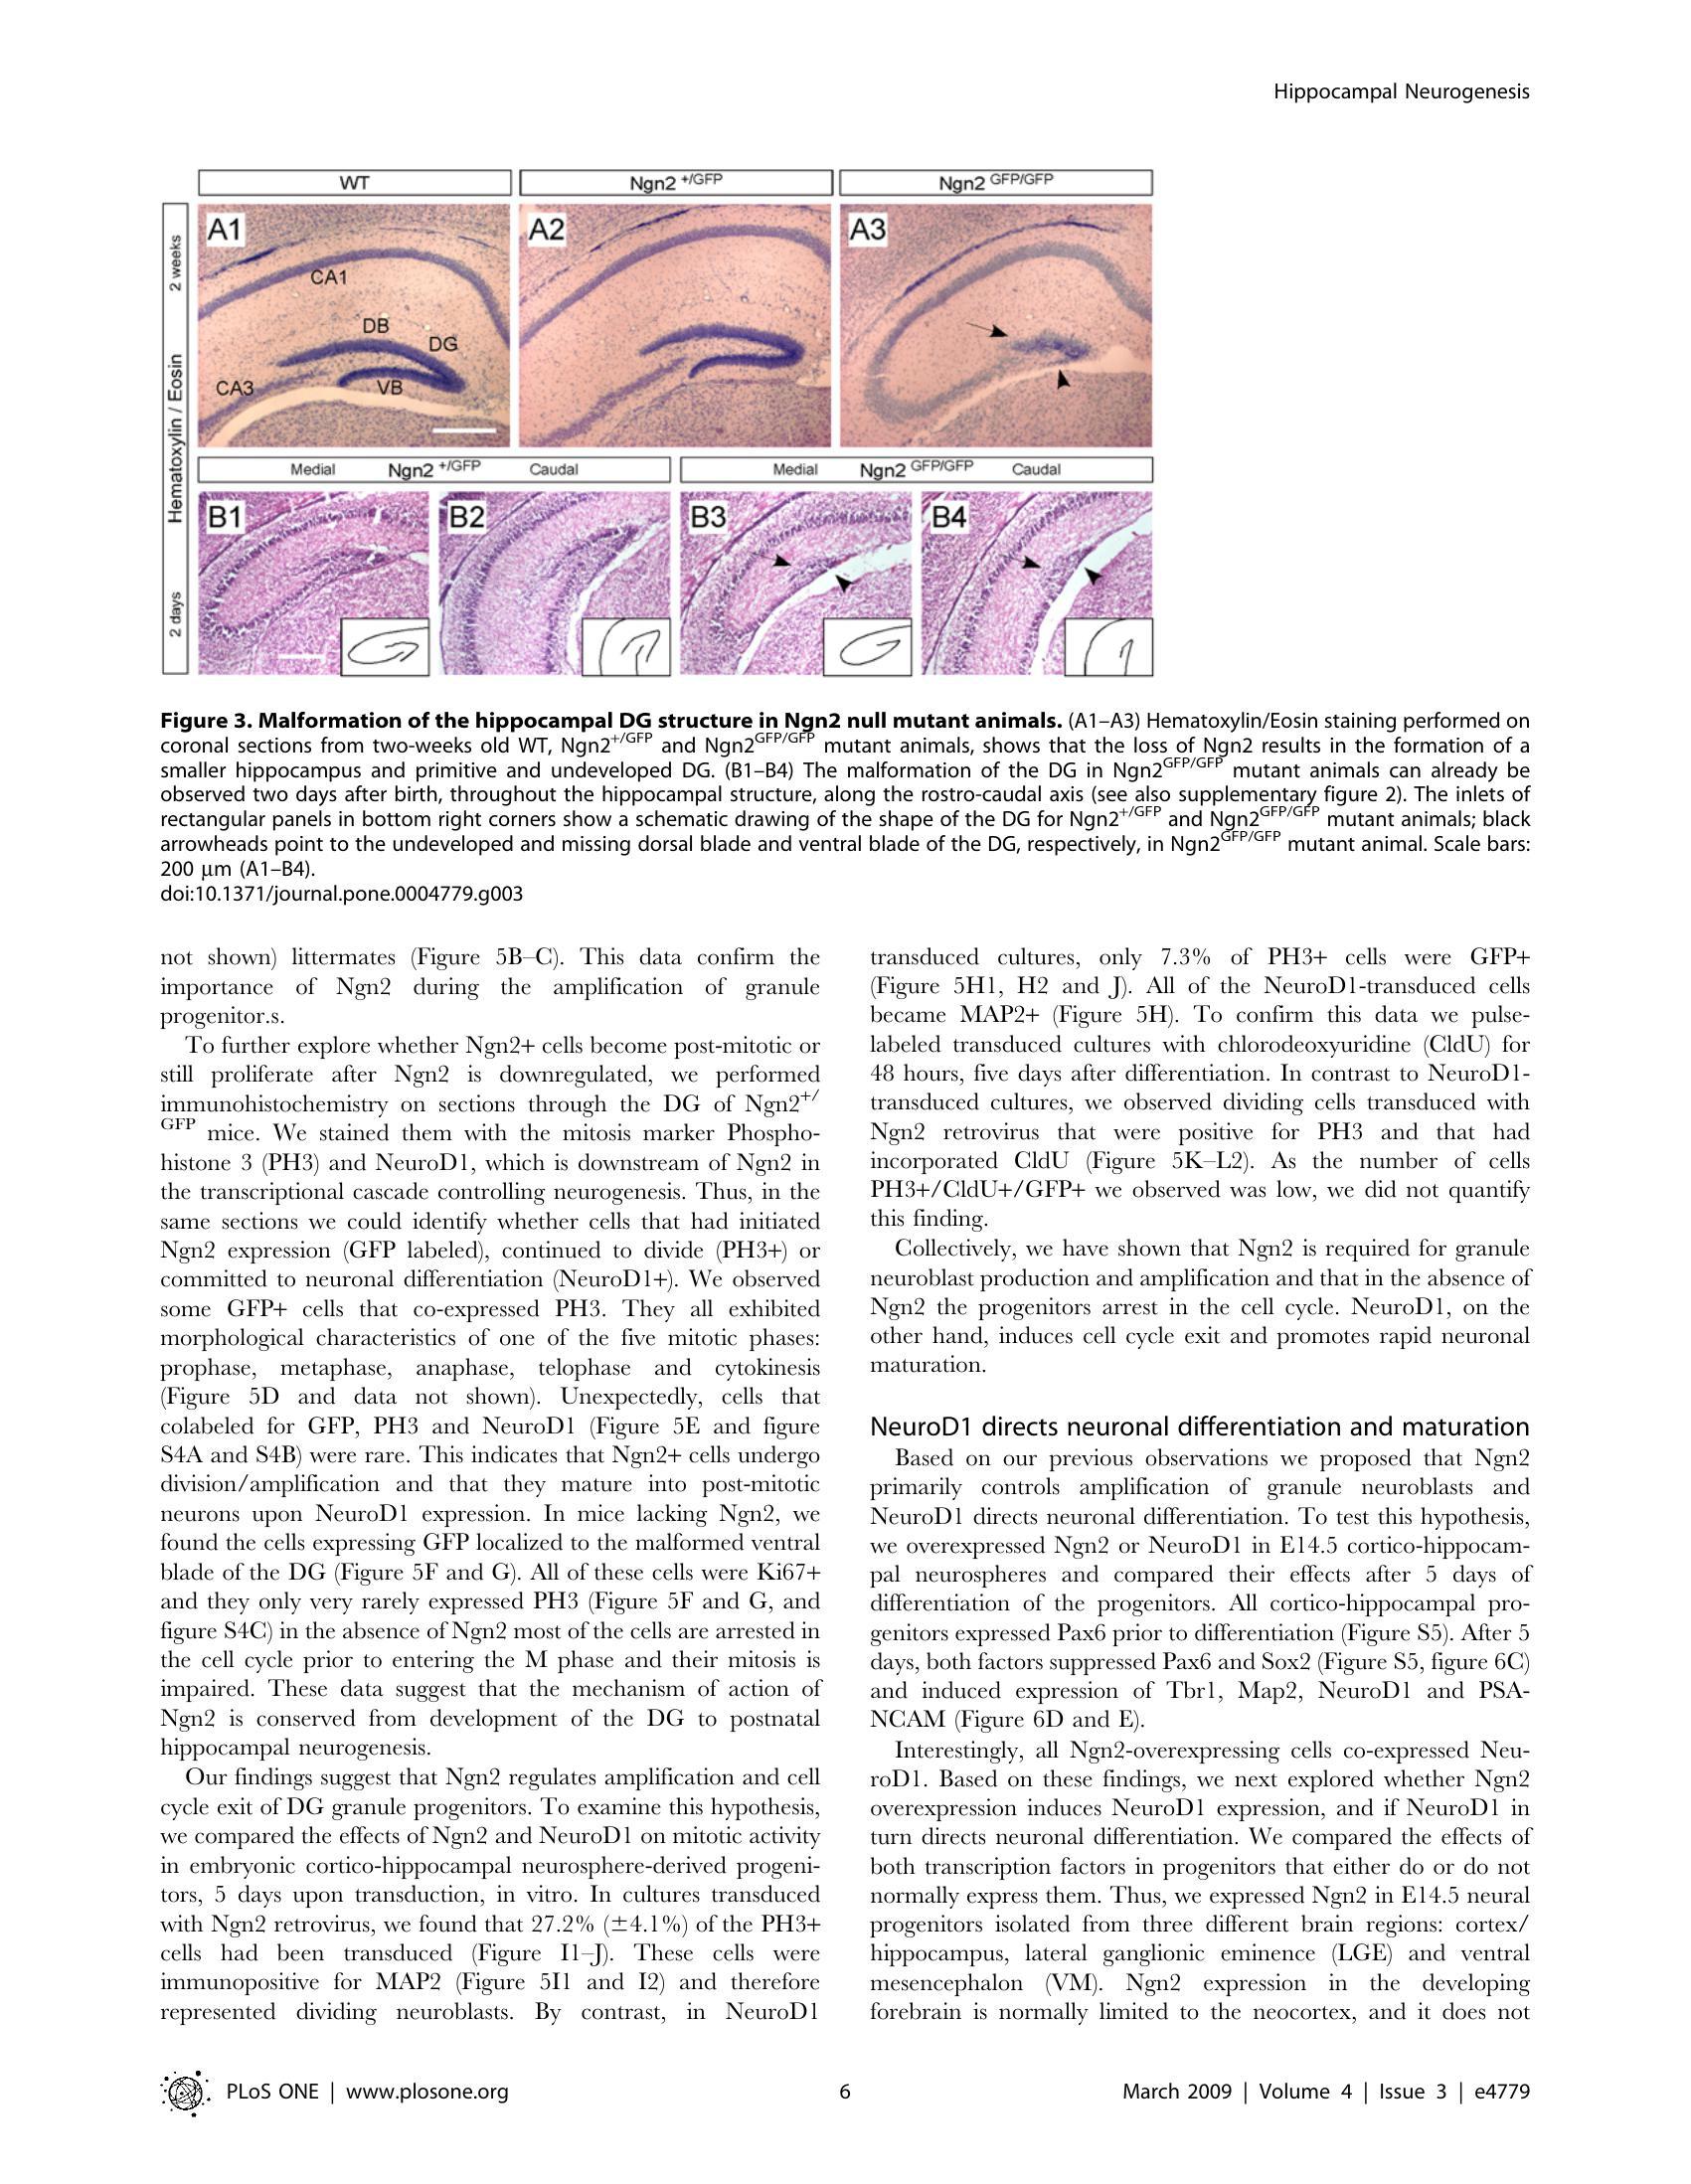 Hippocampal Neurogenesis
WT
Ngn2 +/GFP
Ngn2 GFP/GFP
2 weeks
Hematoxylin / Eosin
2 days
A1
CA1
DB
DG
CA3
VB
A2
A3
Medial Ngn2 +/GFP Caudal
Medial Ngn2 GFP/GFP Caudal
B1
B2
B3
B4
Figure 3. Malformation of the hippocampal DG structure in Ngn2 null mutant animals. (A1–A3) Hematoxylin/Eosin staining performed on
coronal sections from two-weeks old WT, Ngn2+/GFP and Ngn2GFP/GFP mutant animals, shows that the loss of Ngn2 results in the formation of a
smaller hippocampus and primitive and undeveloped DG. (B1–B4) The malformation of the DG in Ngn2GFP/GFP mutant animals can already be
observed two days after birth, throughout the hippocampal structure, along the rostro-caudal axis (see also supplementary figure 2). The inlets of
rectangular panels in bottom right corners show a schematic drawing of the shape of the DG for Ngn2+/GFP and Ngn2GFP/GFP mutant animals; black
arrowheads point to the undeveloped and missing dorsal blade and ventral blade of the DG, respectively, in Ngn2GFP/GFP mutant animal. Scale bars:
200 μm (A1–B4).
doi:10.1371/journal.pone.0004779.g003
not shown) littermates (Figure 5B–C). This data confirm the
importance of Ngn2 during the amplification of granule
progenitor.s.
To further explore whether Ngn2+ cells become post-mitotic or
still proliferate after Ngn2 is downregulated, we performed
immunohistochemistry on sections through the DG of Ngn2+/
GFP mice. We stained them with the mitosis marker Phospho-
histone 3 (PH3) and NeuroD1, which is downstream of Ngn2 in
the transcriptional cascade controlling neurogenesis. Thus, in the
same sections we could identify whether cells that had initiated
Ngn2 expression (GFP labeled), continued to divide (PH3+) or
committed to neuronal differentiation (NeuroD1+). We observed
some GFP+ cells that co-expressed PH3. They all exhibited
morphological characteristics of one of the five mitotic phases:
prophase, metaphase, anaphase, telophase and cytokinesis
(Figure 5D and data not shown). Unexpectedly, cells that
colabeled for GFP, PH3 and NeuroD1 (Figure 5E and figure
S4A and S4B) were rare. This indicates that Ngn2+ cells undergo
division/amplification and that they mature into post-mitotic
neurons upon NeuroD1 expression. In mice lacking Ngn2, we
found the cells expressing GFP localized to the malformed ventral
blade of the DG (Figure 5F and G). All of these cells were Ki67+
and they only very rarely expressed PH3 (Figure 5F and G, and
figure S4C) in the absence of Ngn2 most of the cells are arrested in
the cell cycle prior to entering the M phase and their mitosis is
impaired. These data suggest that the mechanism of action of
Ngn2 is conserved from development of the DG to postnatal
hippocampal neurogenesis.
Our findings suggest that Ngn2 regulates amplification and cell
cycle exit of DG granule progenitors. To examine this hypothesis,
we compared the effects of Ngn2 and NeuroD1 on mitotic activity
in embryonic cortico-hippocampal neurosphere-derived progeni-
tors, 5 days upon transduction, in vitro. In cultures transduced
with Ngn2 retrovirus, we found that 27.2% (±4.1%) of the PH3+
cells had been transduced (Figure I1–J). These cells were
immunopositive for MAP2 (Figure 5I1 and I2) and therefore
represented dividing neuroblasts. By contrast, in NeuroD1
transduced cultures, only 7.3% of PH3+ cells were GFP+
(Figure 5H1, H2 and J). All of the NeuroD1-transduced cells
became MAP2+ (Figure 5H). To confirm this data we pulse-
labeled transduced cultures with chlorodeoxyuridine (CldU) for
48 hours, five days after differentiation. In contrast to NeuroD1-
transduced cultures, we observed dividing cells transduced with
Ngn2 retrovirus that were positive for PH3 and that had
incorporated CldU (Figure 5K–L2). As the number of cells
PH3+/CldU+/GFP+ we observed was low, we did not quantify
this finding.
Collectively, we have shown that Ngn2 is required for granule
neuroblast production and amplification and that in the absence of
Ngn2 the progenitors arrest in the cell cycle. NeuroD1, on the
other hand, induces cell cycle exit and promotes rapid neuronal
maturation.
NeuroD1 directs neuronal differentiation and maturation
Based on our previous observations we proposed that Ngn2
primarily controls amplification of granule neuroblasts and
NeuroD1 directs neuronal differentiation. To test this hypothesis,
we overexpressed Ngn2 or NeuroD1 in E14.5 cortico-hippocam-
pal neurospheres and compared their effects after 5 days of
differentiation of the progenitors. All cortico-hippocampal pro-
genitors expressed Pax6 prior to differentiation (Figure S5). After 5
days, both factors suppressed Pax6 and Sox2 (Figure S5, figure 6C)
and induced expression of Tbr1, Map2, NeuroD1 and PSA-
NCAM (Figure 6D and E).
Interestingly, all Ngn2-overexpressing cells co-expressed Neu-
roD1. Based on these findings, we next explored whether Ngn2
overexpression induces NeuroD1 expression, and if NeuroD1 in
turn directs neuronal differentiation. We compared the effects of
both transcription factors in progenitors that either do or do not
normally express them. Thus, we expressed Ngn2 in E14.5 neural
progenitors isolated from three different brain regions: cortex/
hippocampus, lateral ganglionic eminence (LGE) and ventral
mesencephalon (VM). Ngn2 expression in the developing
forebrain is normally limited to the neocortex, and it does not
PLoS ONE | www.plosone.org
6
March 2009 | Volume 4 | Issue 3 | e4779